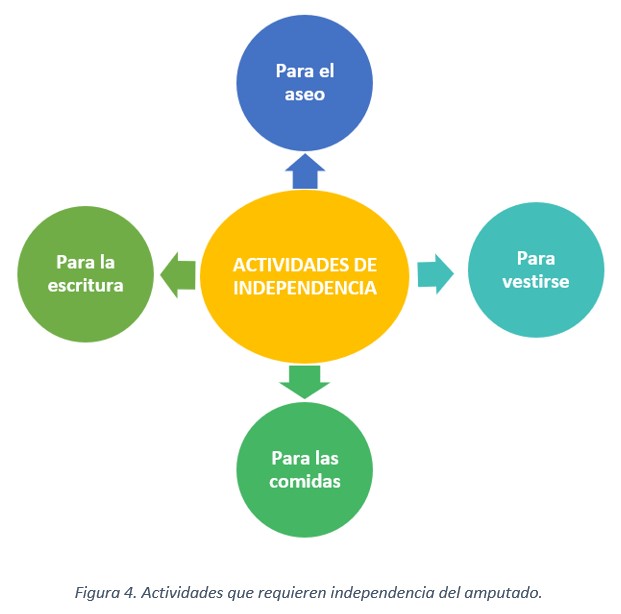 Para el
aseo
Para la
escritura
ACTIVIDADES DE
INDEPENDENCIA
Para
vestirse
Para las
comidas
Figura 4. Actividades que requieren independencia del amputado.